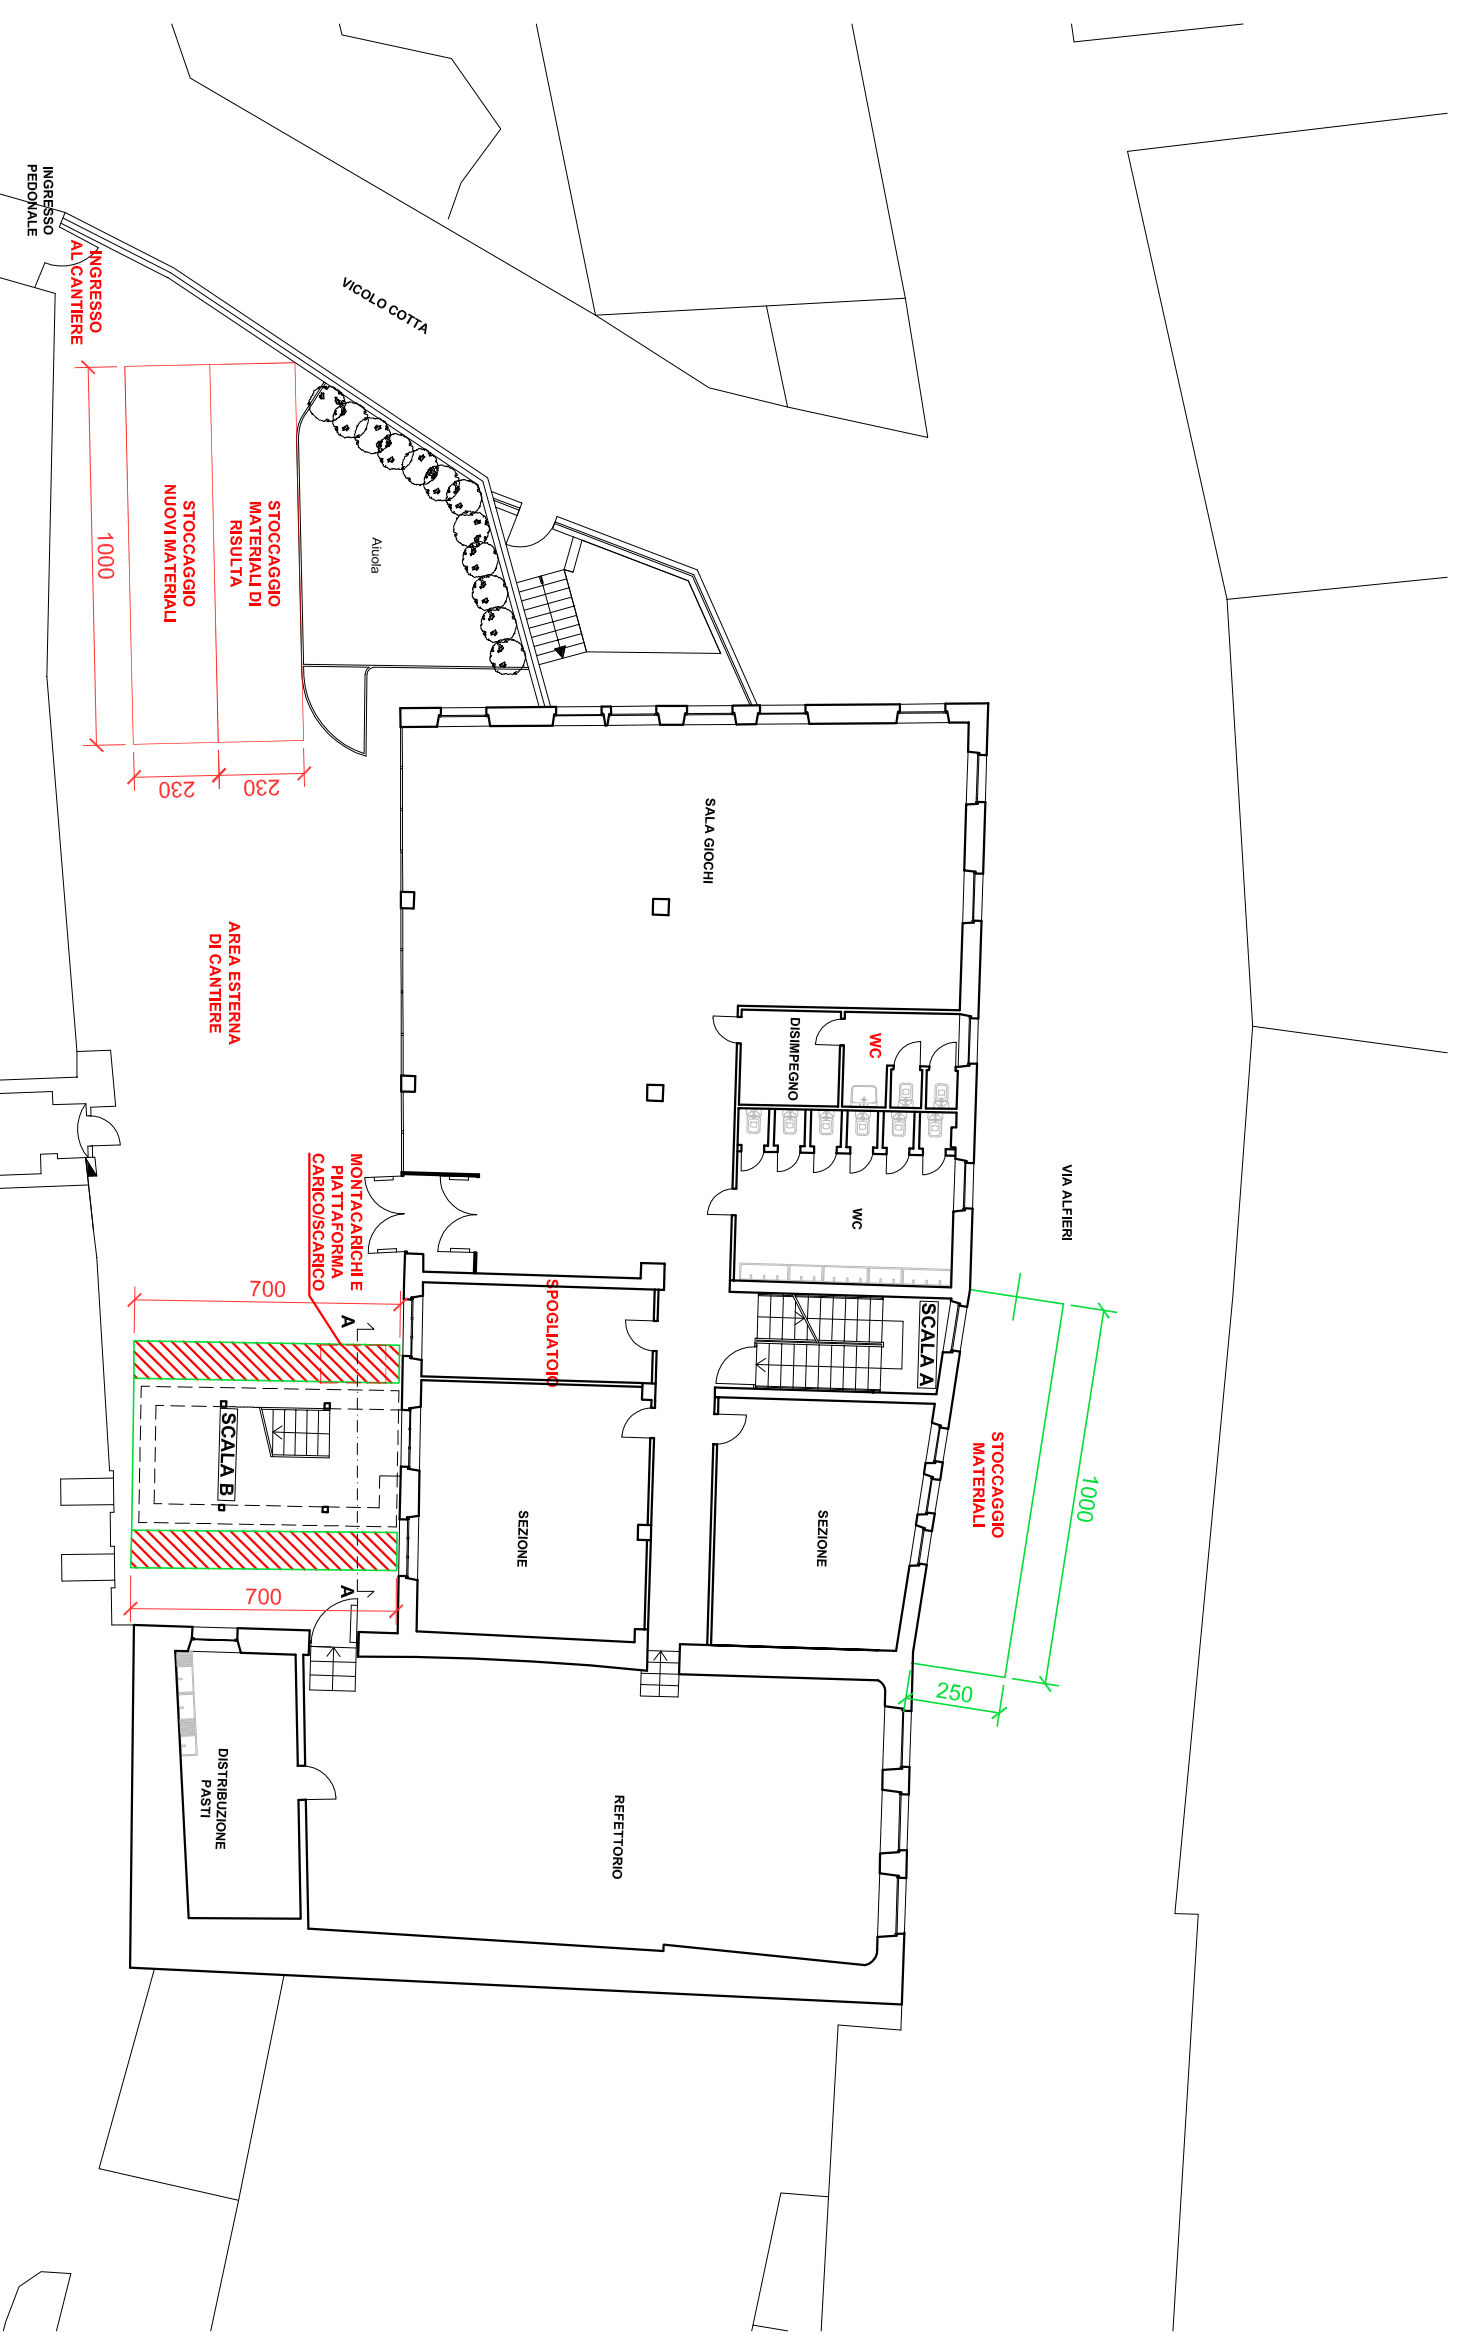 INGRESSO
PEDONALE
INGRESSO
AL CANTIERE
VICOLO COTTA
STOCCAGGIO
MATERIALI DI
RISULTA
STOCCAGGIO
NUOVI MATERIALI
1000
230
230
Aiuola
SALA GIOCHI
AREA ESTERNA
DI CANTIERE
DISIMPEGNO
WC
WC
VIA ALFIERI
MONTACARICHI E
PIATTAFORMA
CARICO/SCARICO
700
A
SPOGLIATOIO
SCALA A
STOCCAGGIO
MATERIALI
1000
250
SCALA B
SEZIONE
SEZIONE
A
700
DISTRIBUZIONE
PASTI
REFETTORIO